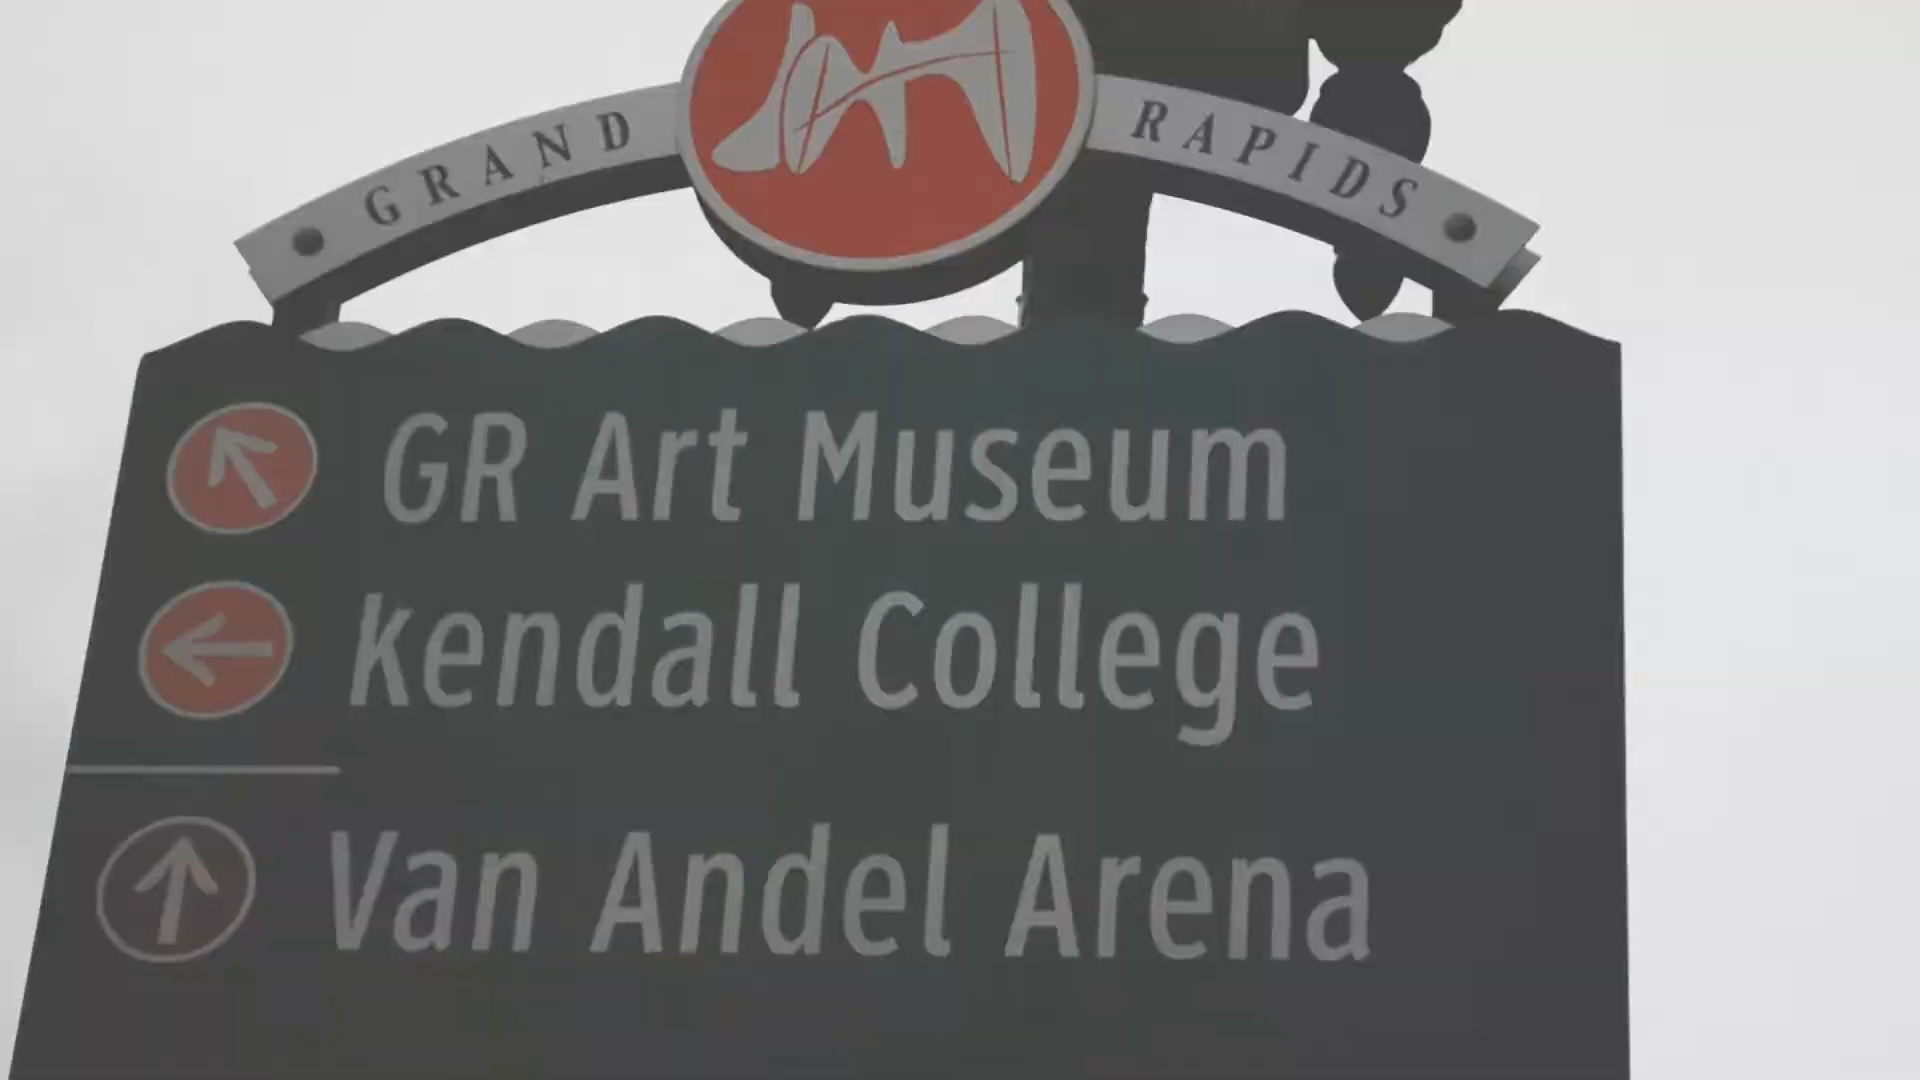 GRAND RAPIDS
GR Art Museum
Kendall College
Van Andel Arena